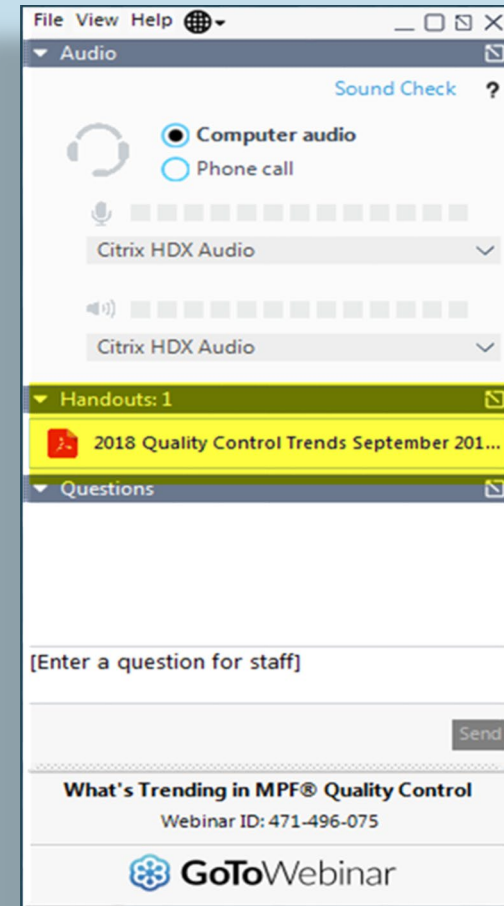 File View Help
Audio
Sound Check ?
Computer audio
Phone call
Citrix HDX Audio
Citrix HDX Audio
Handouts: 1
2018 Quality Control Trends September 201...
Questions
[Enter a question for staff]
Send
What's Trending in MPF® Quality Control
Webinar ID: 471-496-075
GoToWebinar